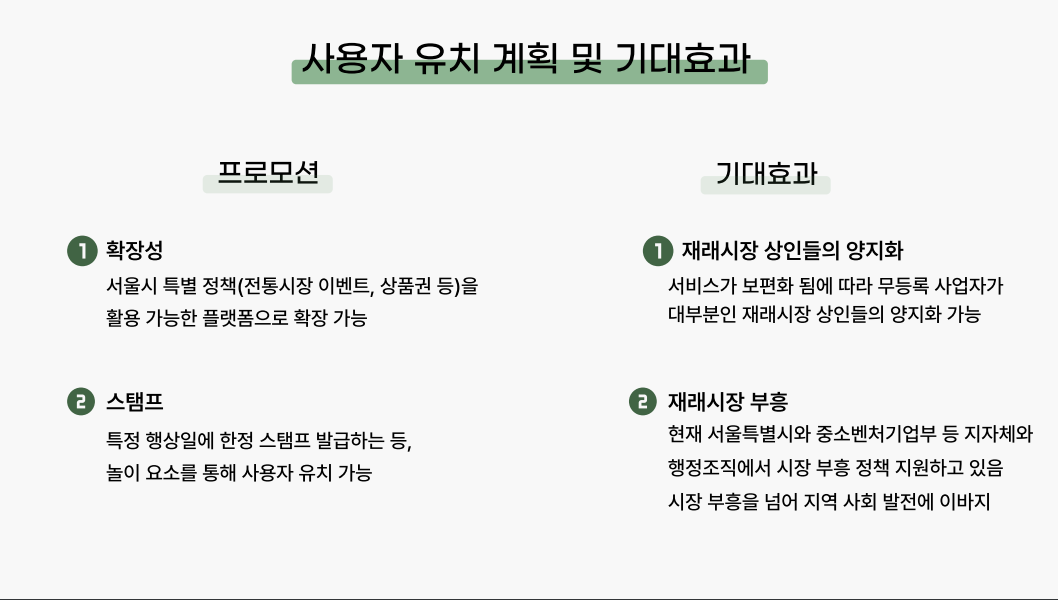 사용자 유치 계획 및 기대효과
프로모션
1 확장성
서울시 특별 정책(전통시장 이벤트, 상품권 등)을
활용 가능한 플랫폼으로 확장 가능
2 스탬프
특정 행상일에 한정 스탬프 발급하는 등,
놀이 요소를 통해 사용자 유치 가능
기대효과
1 재래시장 상인들의 양지화
서비스가 보편화 됨에 따라 무등록 사업자가
대부분인 재래시장 상인들의 양지화 가능
2 재래시장 부흥
현재 서울특별시와 중소벤처기업부 등 지자체와
행정조직에서 시장 부흥 정책 지원하고 있음
시장 부흥을 넘어 지역 사회 발전에 이바지